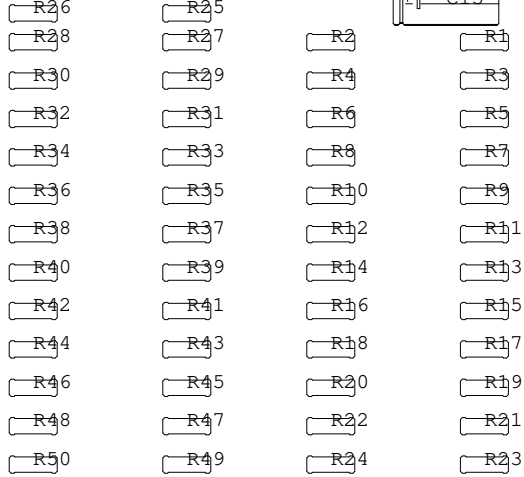 R26 R25 C15
R28 R27 R2 R1
R30 R29 R4 R3
R32 R31 R6 R5
R34 R33 R8 R7
R36 R35 R10 R9
R38 R37 R12 R11
R40 R39 R14 R13
R42 R41 R16 R15
R44 R43 R18 R17
R46 R45 R20 R19
R48 R47 R22 R21
R50 R49 R24 R23